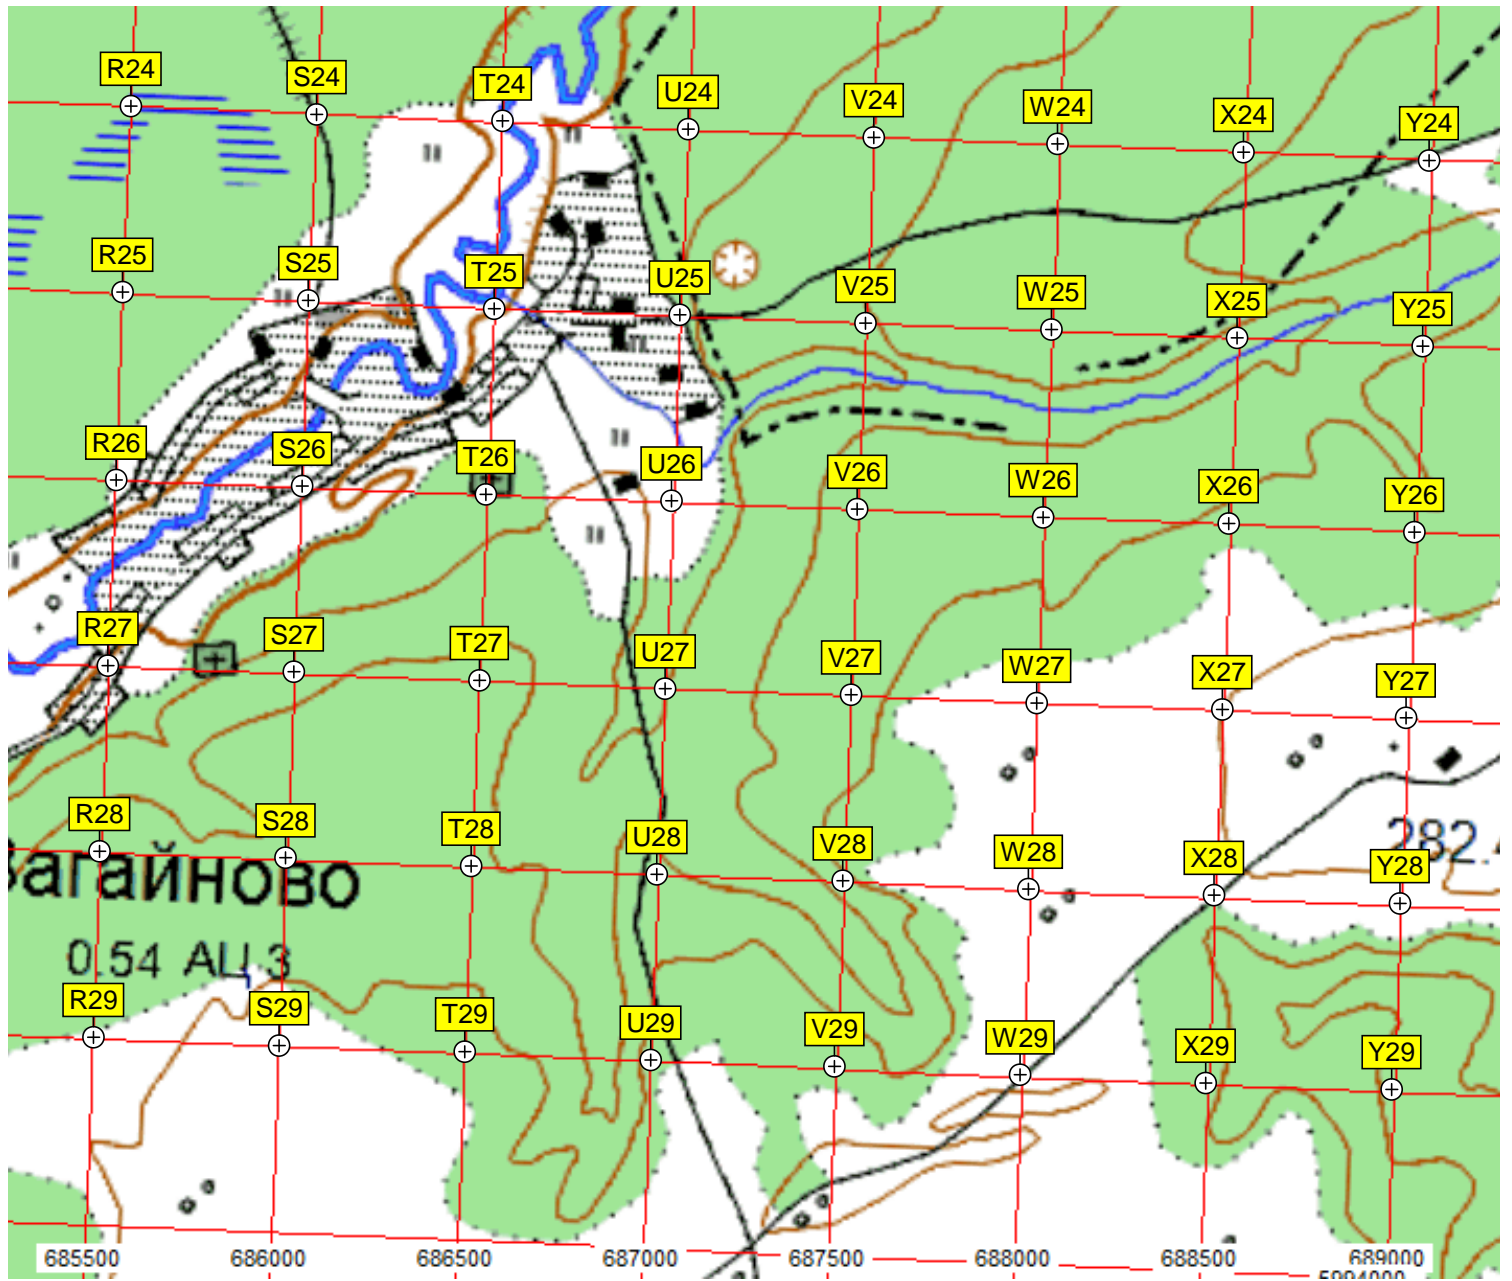 R24 S24 T24 U24 V24 W24 X24 Y24
R25 S25 T25 U25 V25 W25 X25 Y25
R26 S26 T26 U26 V26 W26 X26 Y26
R27 S27 T27 U27 V27 W27 X27 Y27
282.
R28 S28 T28 U28 V28 W28 X28 Y28
Вагайново
0.54 АЦ 3
R29 S29 T29 U29 V29 W29 X29 Y29
685500 686000 686500 687000 687500 688000 688500 689000
5994000